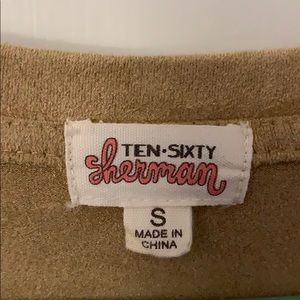 TEN·SIXTY
Sherman
S
MADE IN
CHINA